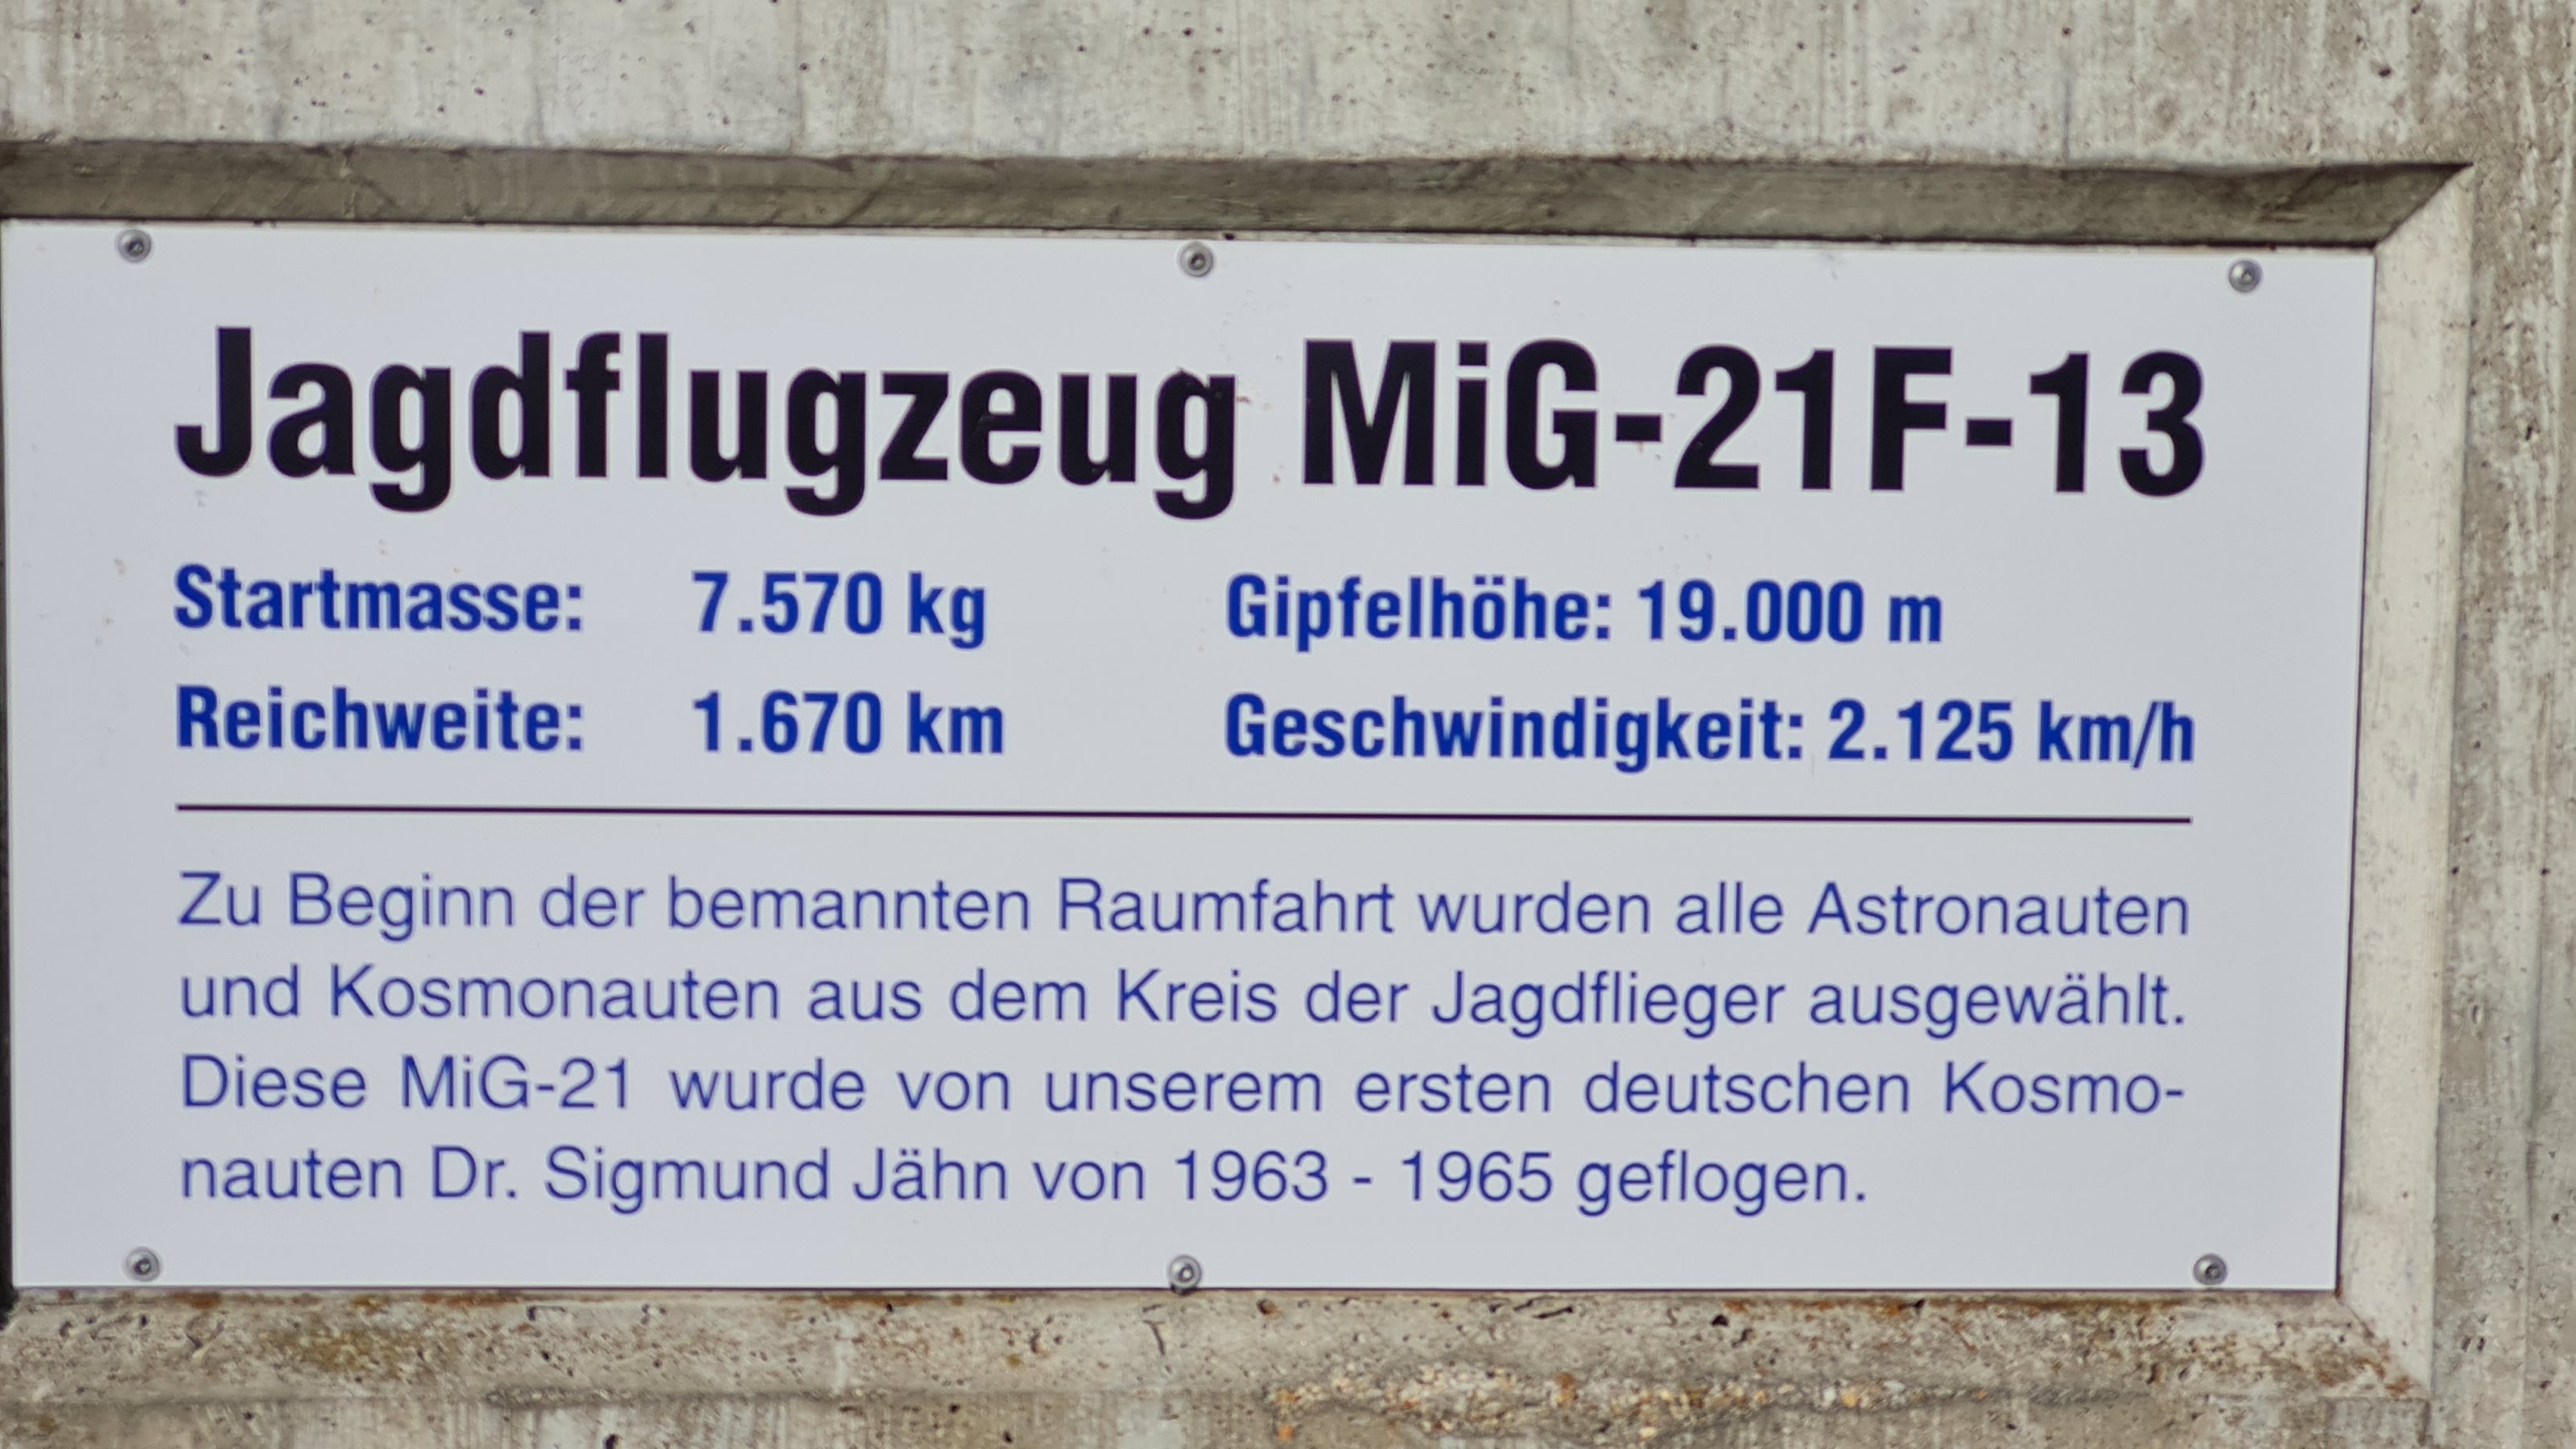 Jagdflugzeug MiG-21F-13
Startmasse: 7.570 kg Gipfelhöhe: 19.000 m
Reichweite: 1.670 km Geschwindigkeit: 2.125 km/h
Zu Beginn der bemannten Raumfahrt wurden alle Astronauten
und Kosmonauten aus dem Kreis der Jagdflieger ausgewählt.
Diese MiG-21 wurde von unserem ersten deutschen Kosmo-
nauten Dr. Sigmund Jähn von 1963 - 1965 geflogen.